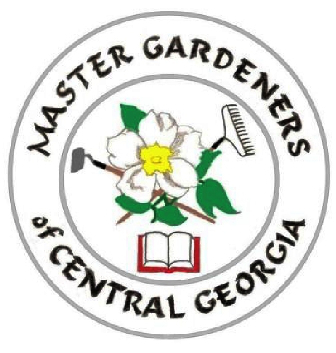 MASTER GARDENERS
of CENTRAL GEORGIA